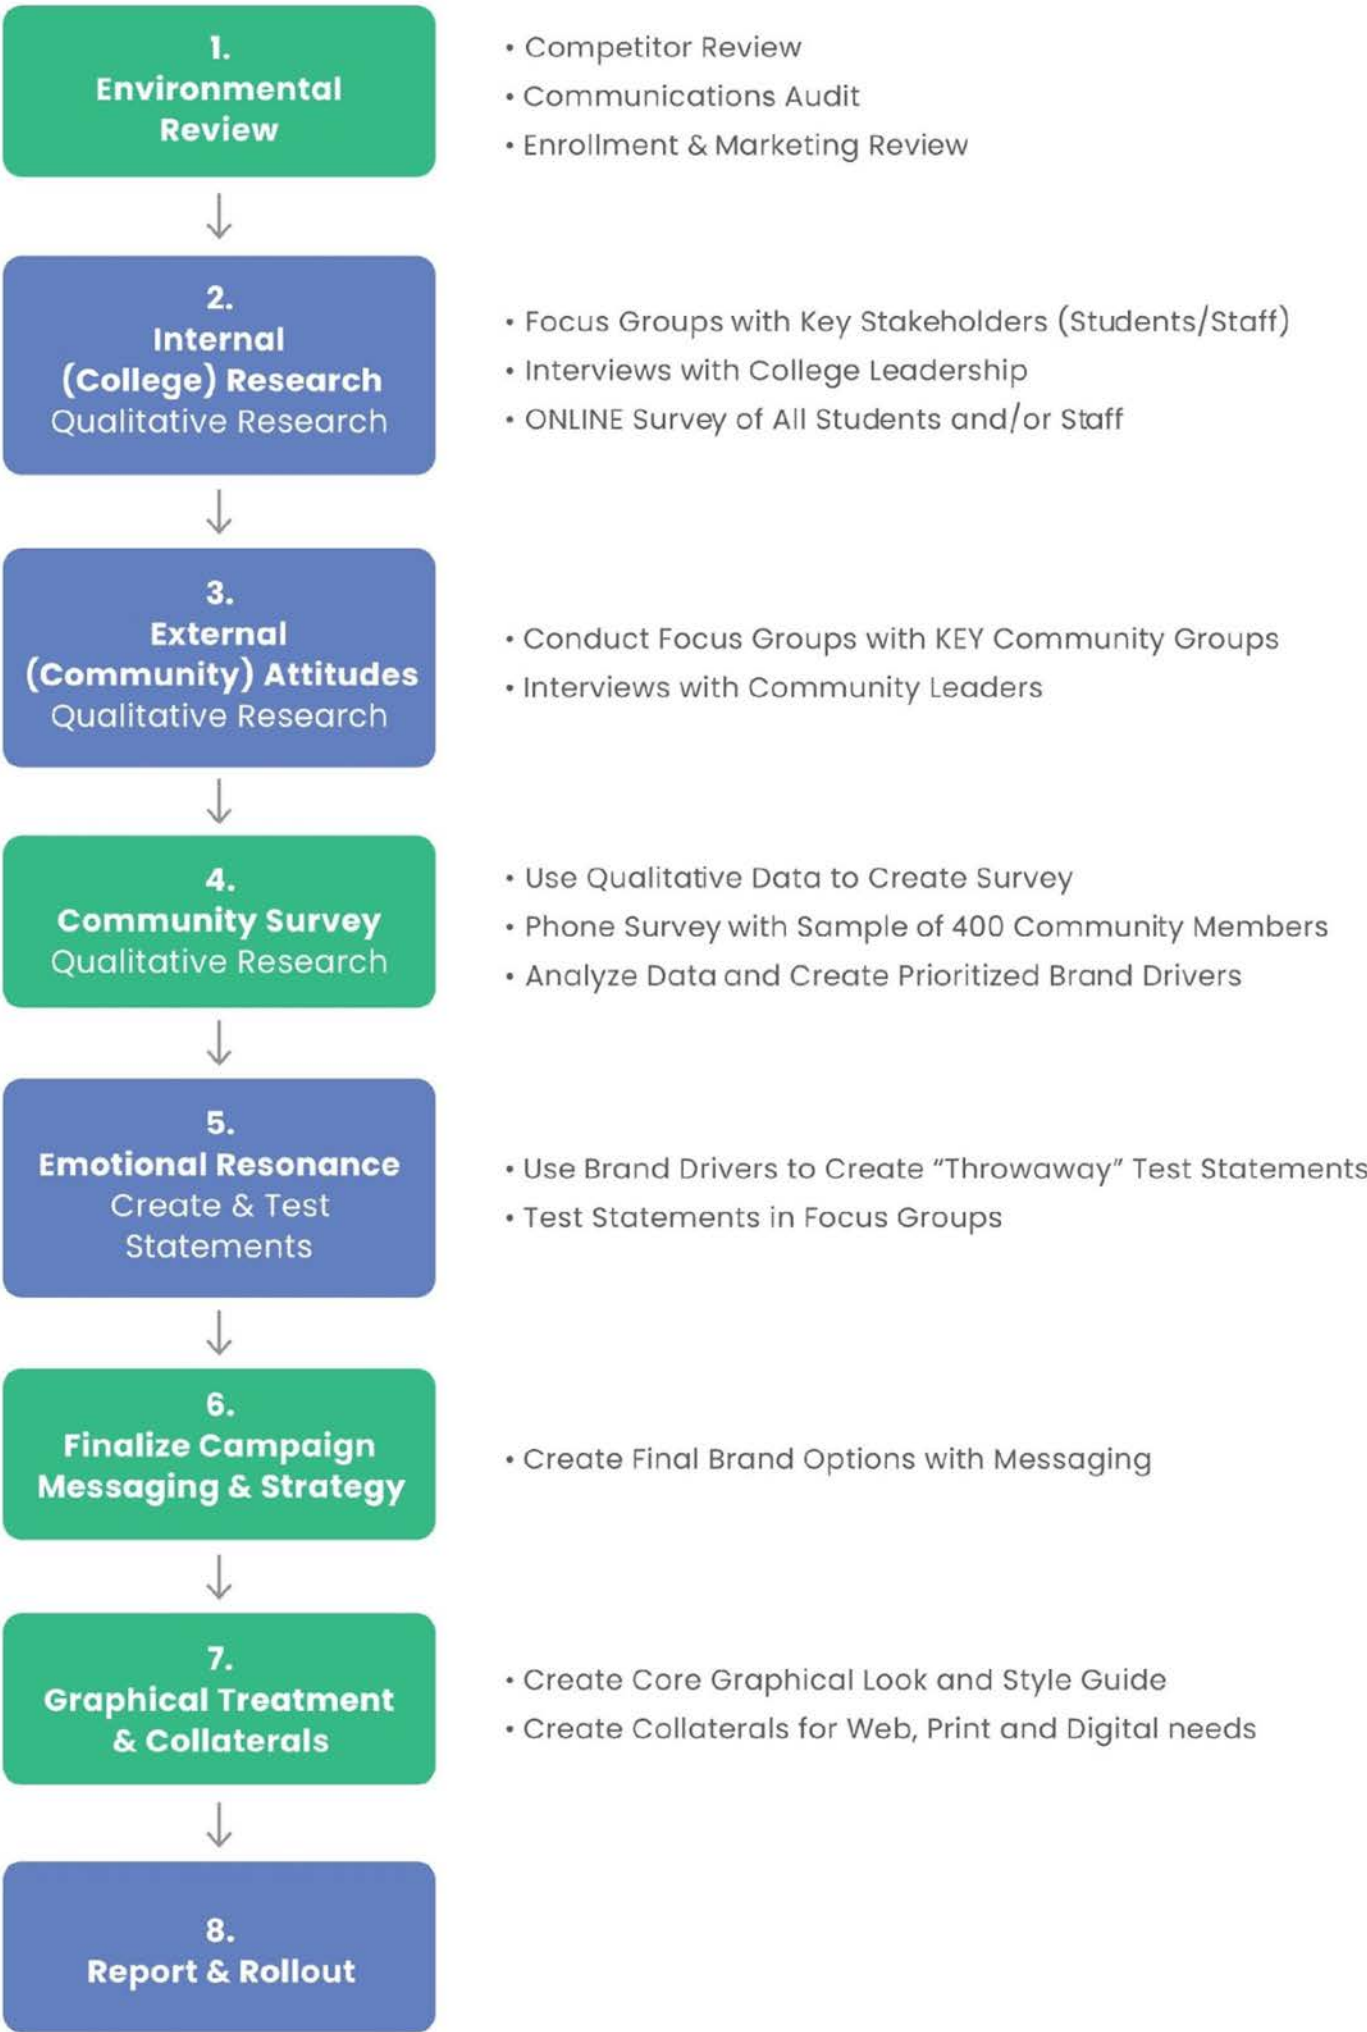 1.
Environmental
Review
• Competitor Review
• Communications Audit
• Enrollment & Marketing Review
2.
Internal
(College) Research
Qualitative Research
• Focus Groups with Key Stakeholders (Students/Staff)
• Interviews with College Leadership
• ONLINE Survey of All Students and/or Staff
3.
External
(Community) Attitudes
Qualitative Research
• Conduct Focus Groups with KEY Community Groups
• Interviews with Community Leaders
4.
Community Survey
Qualitative Research
• Use Qualitative Data to Create Survey
• Phone Survey with Sample of 400 Community Members
• Analyze Data and Create Prioritized Brand Drivers
5.
Emotional Resonance
Create & Test
Statements
• Use Brand Drivers to Create “Throwaway” Test Statements
• Test Statements in Focus Groups
6.
Finalize Campaign
Messaging & Strategy
• Create Final Brand Options with Messaging
7.
Graphical Treatment
& Collaterals
• Create Core Graphical Look and Style Guide
• Create Collaterals for Web, Print and Digital needs
8.
Report & Rollout